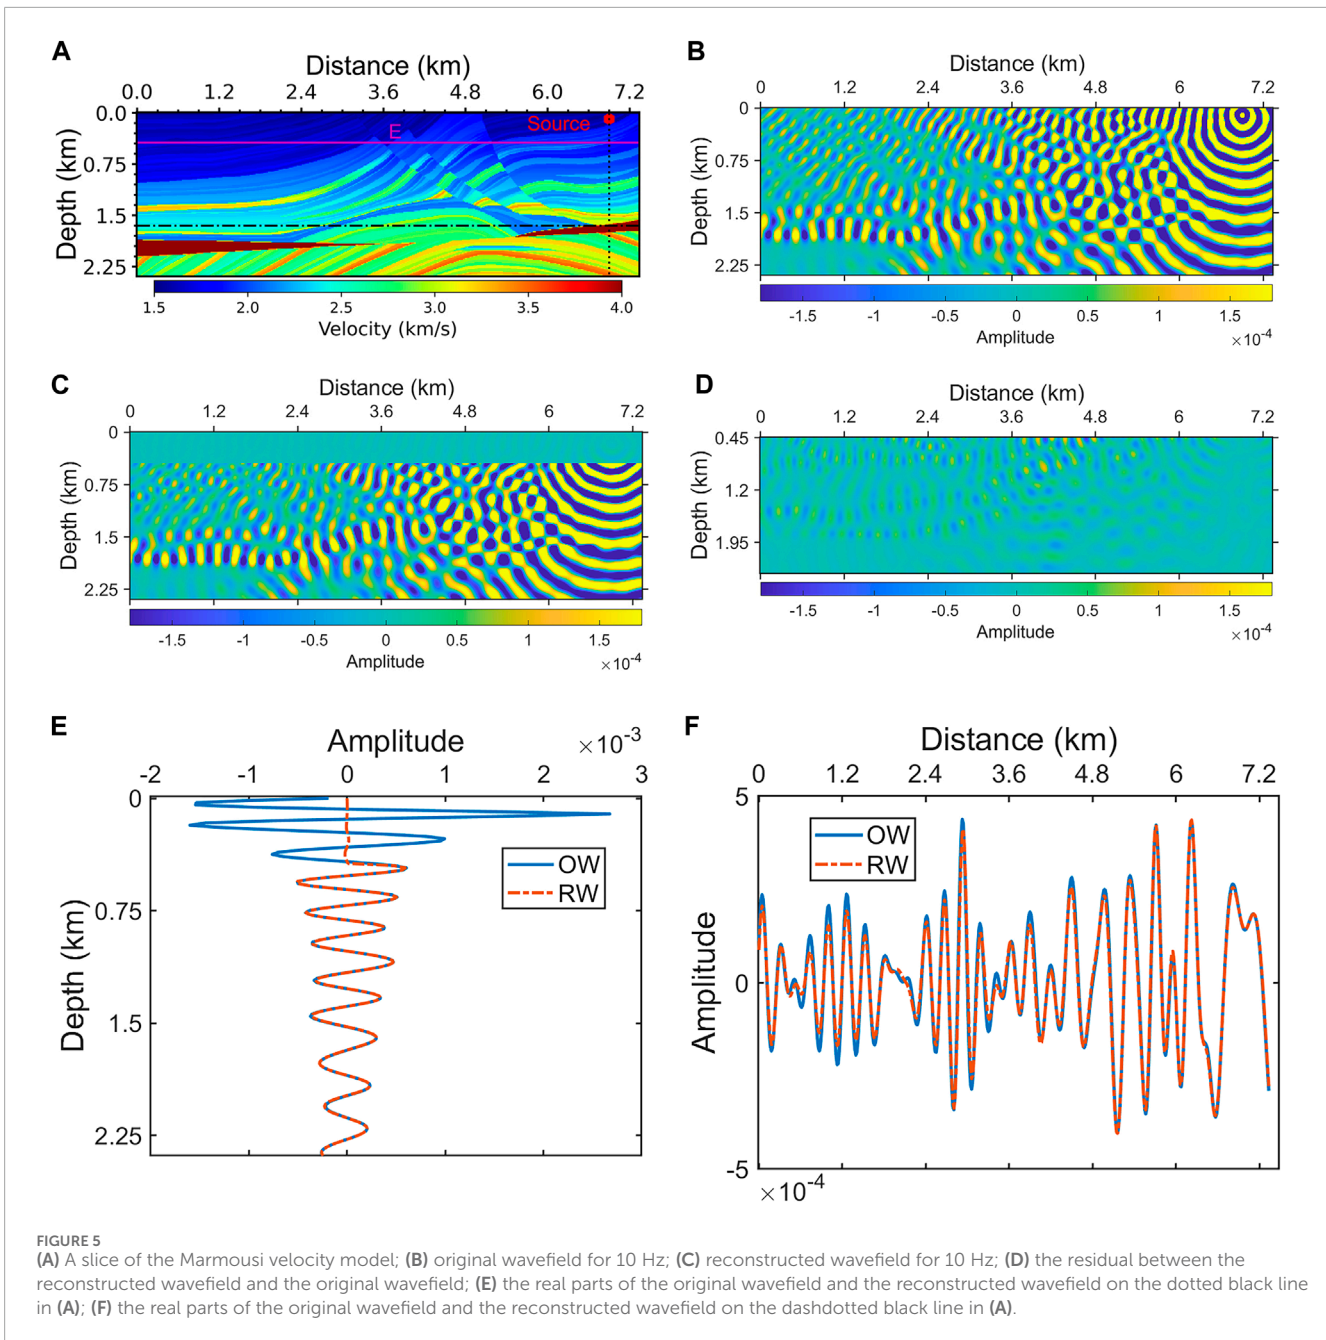 A
Distance (km)
0.0 1.2 2.4 3.6 4.8 6.0 7.2
Depth (km)
0.0
0.75
1.5
2.25
E
Source
1.5 2.0 2.5 3.0 3.5 4.0
Velocity (km/s)
B
Distance (km)
0 1.2 2.4 3.6 4.8 6 7.2
Depth (km)
0
0.75
1.5
2.25
-1.5 -1 -0.5 0 0.5 1 1.5
Amplitude ×10-4
C
Distance (km)
0 1.2 2.4 3.6 4.8 6 7.2
Depth (km)
0
0.75
1.5
2.25
-1.5 -1 -0.5 0 0.5 1 1.5
Amplitude ×10-4
D
Distance (km)
0 1.2 2.4 3.6 4.8 6 7.2
Depth (km)
0.45
1.2
1.95
-1.5 -1 -0.5 0 0.5 1 1.5
Amplitude ×10-4
E
Amplitude ×10-3
-2 -1 0 1 2 3
Depth (km)
0
0.75
1.5
2.25
OW
RW
F
Distance (km)
0 1.2 2.4 3.6 4.8 6 7.2
Amplitude
5
0
-5
×10-4
OW
RW
FIGURE 5
(A) A slice of the Marmousi velocity model; (B) original wavefield for 10 Hz; (C) reconstructed wavefield for 10 Hz; (D) the residual between the
reconstructed wavefield and the original wavefield; (E) the real parts of the original wavefield and the reconstructed wavefield on the dotted black line
in (A); (F) the real parts of the original wavefield and the reconstructed wavefield on the dashdotted black line in (A).